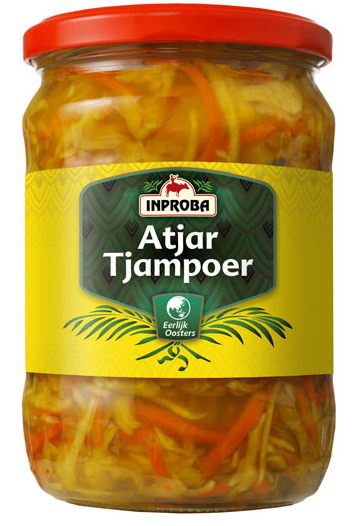 INPROBA
Atjar
Tjampoer
Eerlijk
Oosters